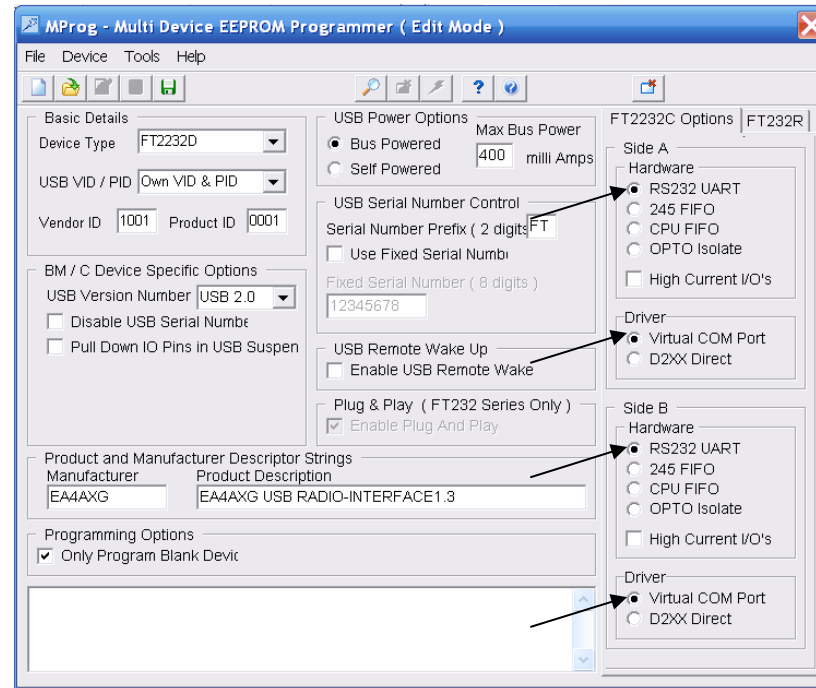 MProg - Multi Device EEPROM Programmer ( Edit Mode )
File Device Tools Help
Basic Details
Device Type FT2232D
USB VID / PID Own VID & PID
Vendor ID 1001 Product ID 0001
BM / C Device Specific Options
USB Version Number USB 2.0
Disable USB Serial Numbe
Pull Down IO Pins in USB Suspen
USB Power Options
Bus Powered
Self Powered
Max Bus Power
400 milli Amps
USB Serial Number Control
Serial Number Prefix ( 2 digits FT
Use Fixed Serial Numb
Fixed Serial Number ( 8 digits )
12345678
USB Remote Wake Up
Enable USB Remote Wake
Plug & Play ( FT232 Series Only )
Enable Plug And Play
Product and Manufacturer Descriptor Strings
Manufacturer Product Description
EA4AXG EA4AXG USB RADIO-INTERFACE1.3
Programming Options
Only Program Blank Devic
FT2232C Options FT232R
Side A
Hardware
RS232 UART
245 FIFO
CPU FIFO
OPTO Isolate
High Current I/O's
Driver
Virtual COM Port
D2XX Direct
Side B
Hardware
RS232 UART
245 FIFO
CPU FIFO
OPTO Isolate
High Current I/O's
Driver
Virtual COM Port
D2XX Direct